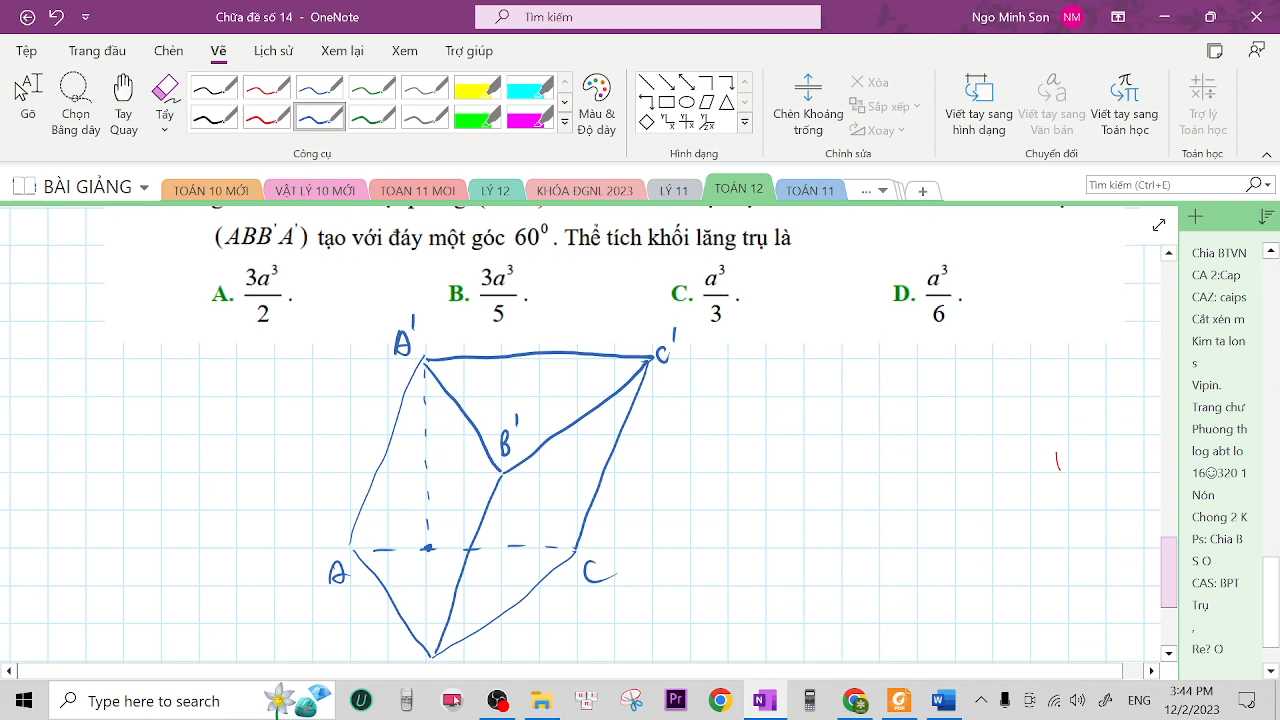 Chữa đề số 14 - OneNote
Tìm kiếm
Ngo Minh Son
NM
Tệp Trang đầu Chèn Vẽ Lịch sử Xem lại Xem Trợ giúp
Gõ
Chọn Bằng dây
Tay Quay
Tẩy
Màu & Độ dày
Chèn Khoảng trống
Xóa
Sắp xếp
Xoay
Viết tay sang hình dạng
Viết tay sang Văn bản
Viết tay sang Toán học
Tự lý Toán học
Công cụ
Hình dạng
Chỉnh sửa
Chuyển đổi
Toán học
BÀI GIẢNG
TOÁN 10 MỚI
VẬT LÝ 10 MỚI
TOAN 11 MOI
LÝ 12
KHÓA ĐGNL 2023
LÝ 11
TOÁN 12
TOÁN 11
...
Tìm kiếm (Ctrl+E)
(ABB'A') tạo với đáy một góc 60⁰. Thể tích khối lăng trụ là
A. 3a³/2 .
B. 3a³/5 .
C. a³/3 .
D. a³/6 .
A'
C'
B'
A
C
Chia BTVN
CA 2:Cap
CAZ: caips
Cắt xén m
Kim ta lon
s
Vipin.
Trang chư
Phuong th
log abt lo
16☺320 1
Nón
Chong 2 K
Ps: Chia B
S O
CAS: BPT
Trụ
,
Re? O
Type here to search
ENG
3:44 PM
12/2/2023